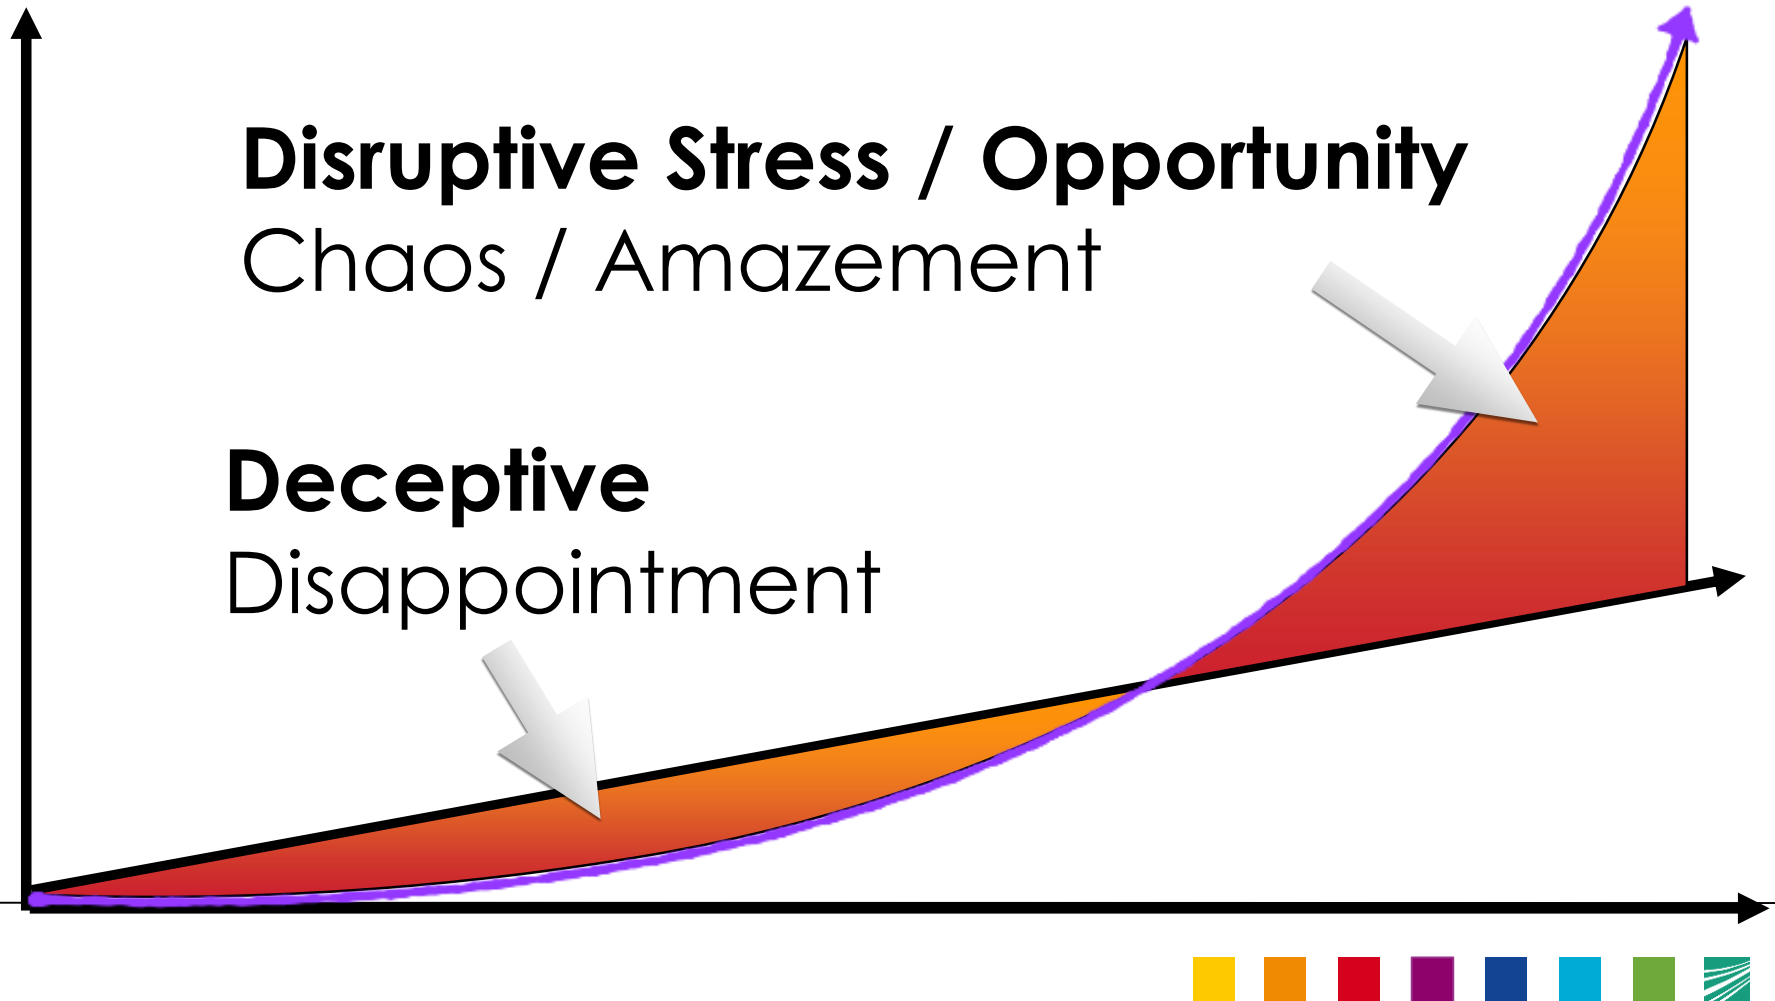 Disruptive Stress / Opportunity
Chaos / Amazement
Deceptive
Disappointment